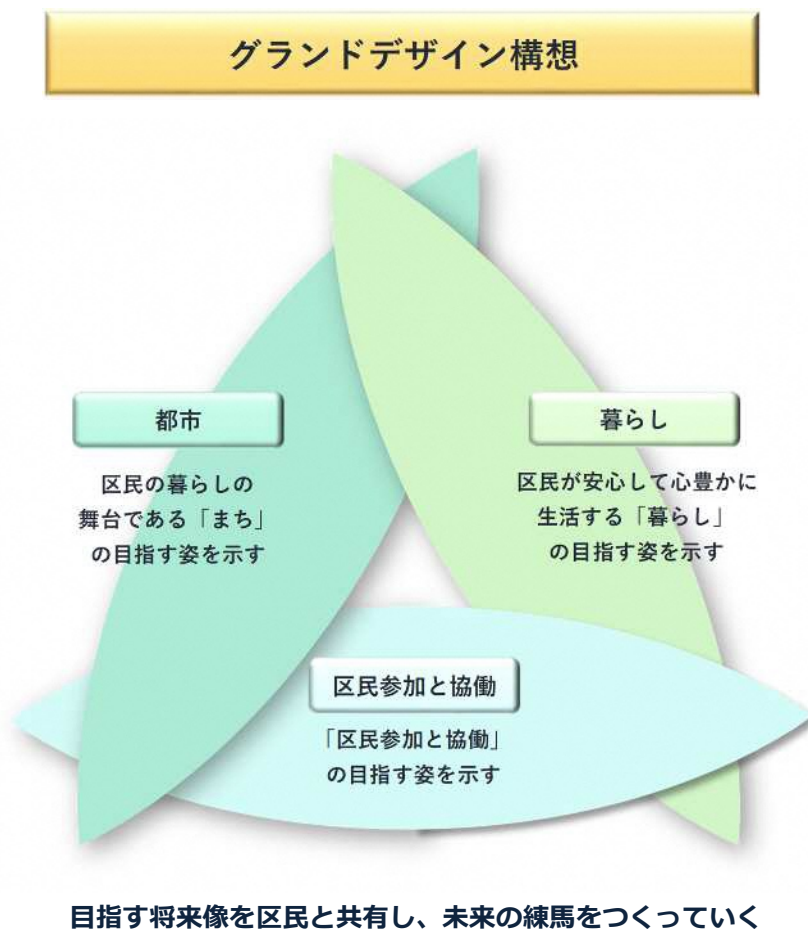 グランドデザイン構想
都市
区民の暮らしの
舞台である「まち」
の目指す姿を示す
暮らし
区民が安心して心豊かに
生活する「暮らし」
の目指す姿を示す
区民参加と協働
「区民参加と協働」
の目指す姿を示す
目指す将来像を区民と共有し、未来の練馬をつくっていく